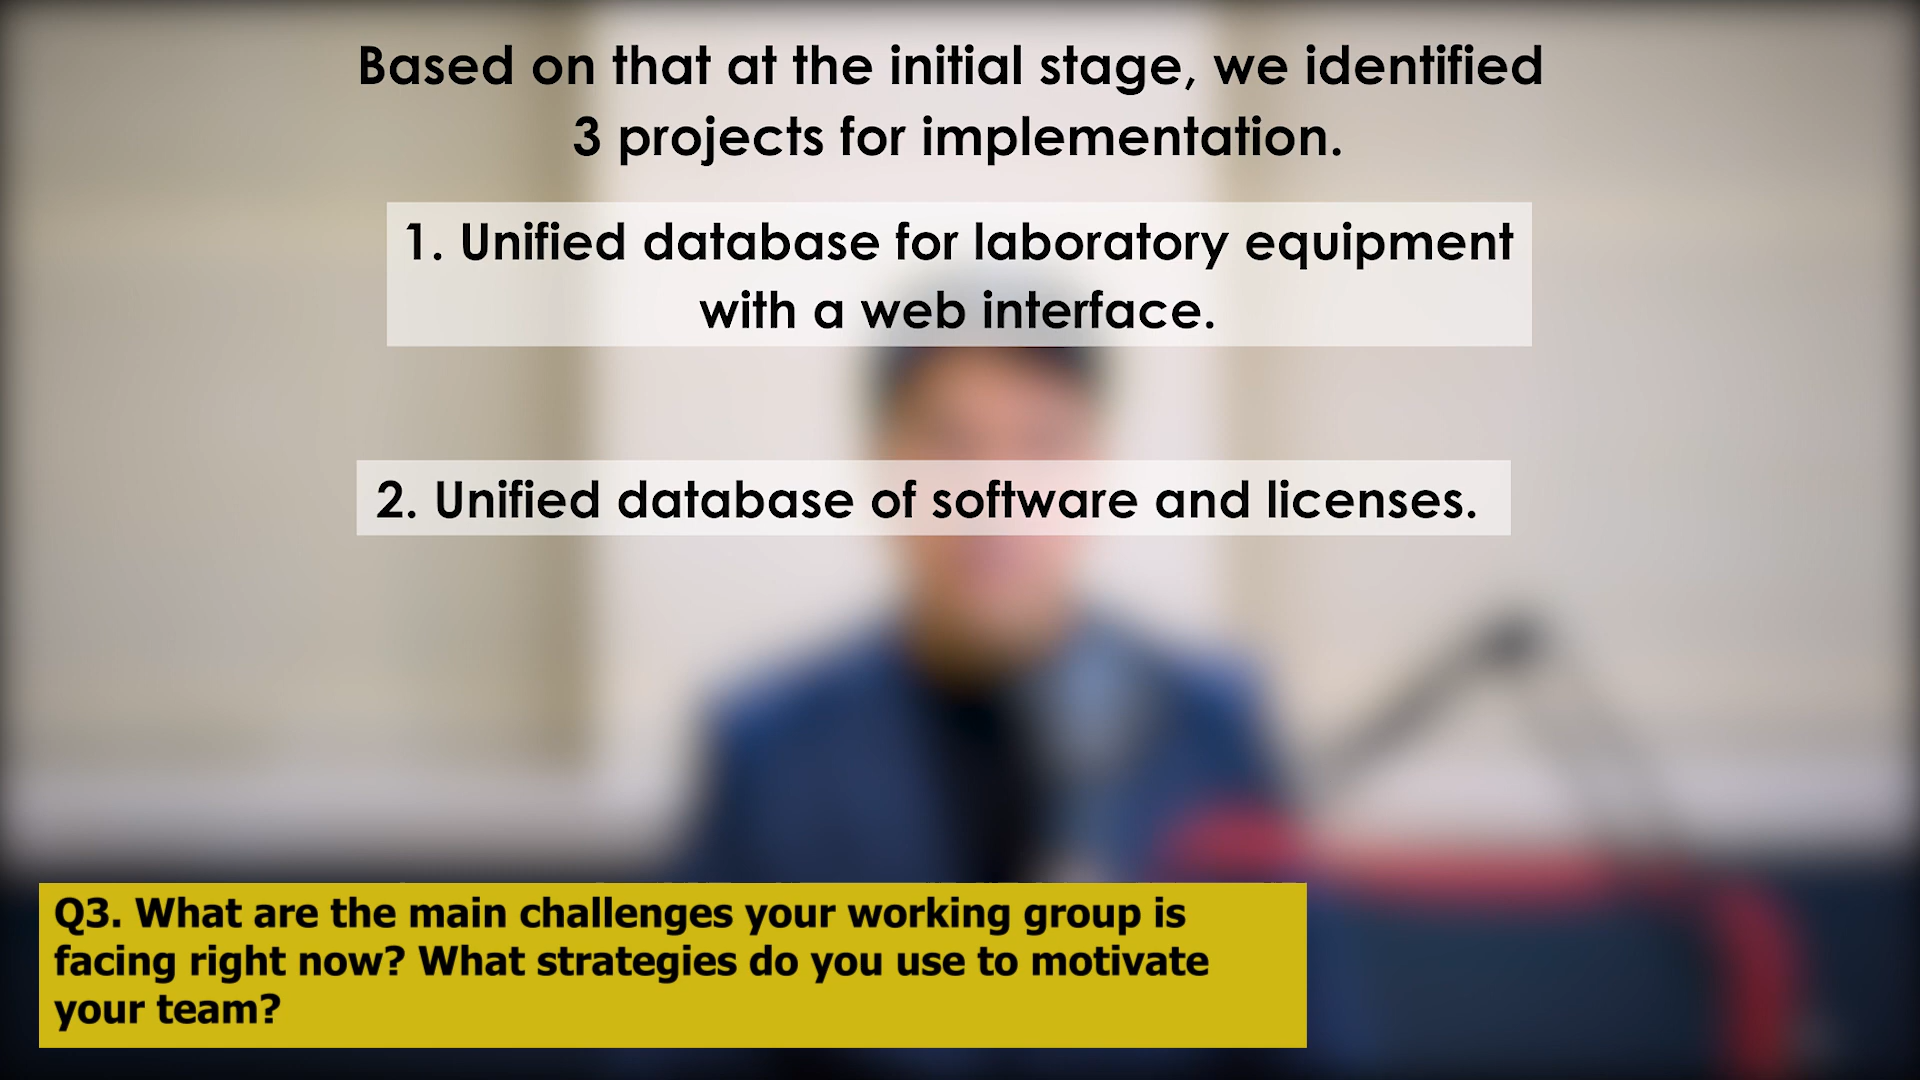 Based on that at the initial stage, we identified
3 projects for implementation.
1. Unified database for laboratory equipment
with a web interface.
2. Unified database of software and licenses.
Q3. What are the main challenges your working group is
facing right now? What strategies do you use to motivate
your team?